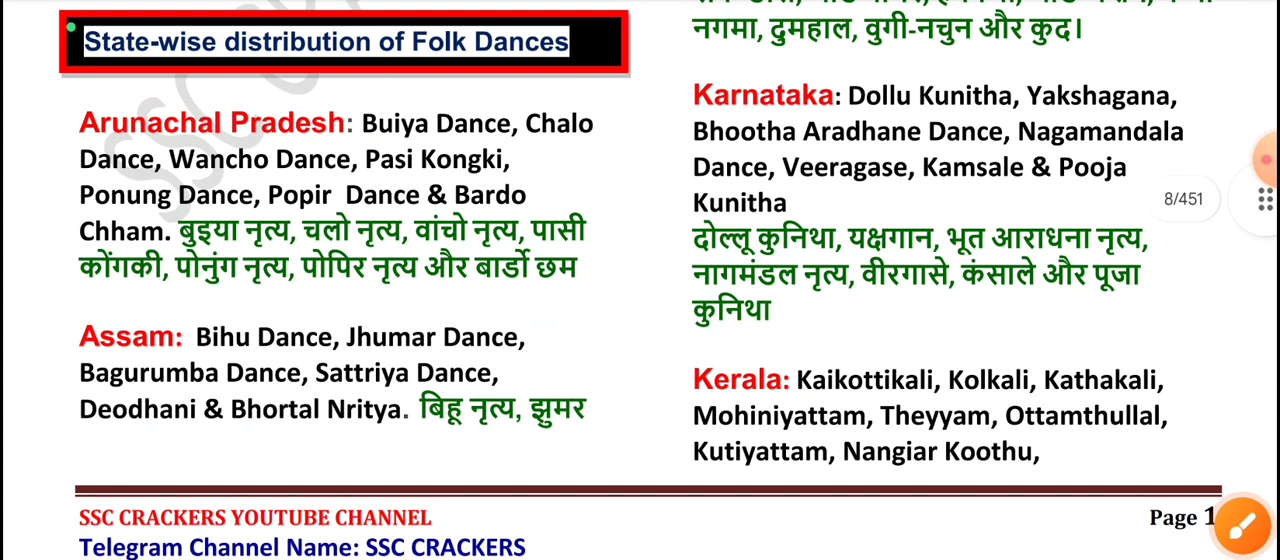 State-wise distribution of Folk Dances
Arunachal Pradesh: Buiya Dance, Chalo
Dance, Wancho Dance, Pasi Kongki,
Ponung Dance, Popir Dance & Bardo
Chham. बुइया नृत्य, चलो नृत्य, वांचो नृत्य, पासी
कोंगकी, पोनुंग नृत्य, पोपिर नृत्य और बार्डो छम
Assam: Bihu Dance, Jhumar Dance,
Bagurumba Dance, Sattriya Dance,
Deodhani & Bhortal Nritya. बिहू नृत्य, झुमर
नगमा, दुमहाल, वुगी-नचुन और कुद।
Karnataka: Dollu Kunitha, Yakshagana,
Bhootha Aradhane Dance, Nagamandala
Dance, Veeragase, Kamsale & Pooja
Kunitha
दोल्लू कुनिथा, यक्षगान, भूत आराधना नृत्य,
नागमंडल नृत्य, वीरगासे, कंसाले और पूजा
कुनिथा
Kerala: Kaikottikali, Kolkali, Kathakali,
Mohiniyattam, Theyyam, Ottamthullal,
Kutiyattam, Nangiar Koothu,
8/451
SSC CRACKERS YOUTUBE CHANNEL
Page 1
Telegram Channel Name: SSC CRACKERS